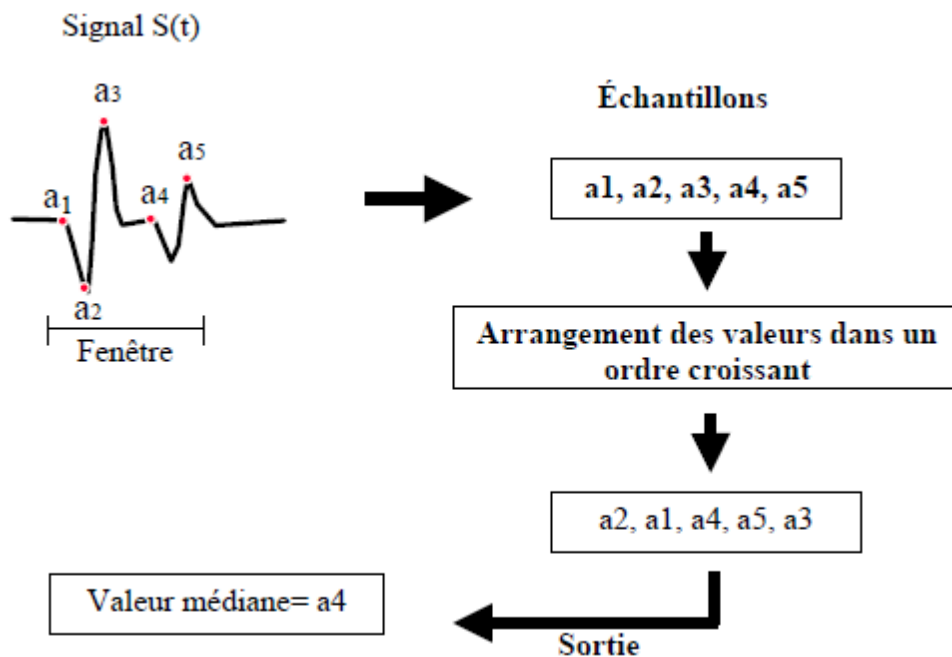 Signal S(t)
a3
a5
a1
a4
a2
Fenêtre
Échantillons
a1, a2, a3, a4, a5
Arrangement des valeurs dans un
ordre croissant
a2, a1, a4, a5, a3
Valeur médiane= a4
Sortie